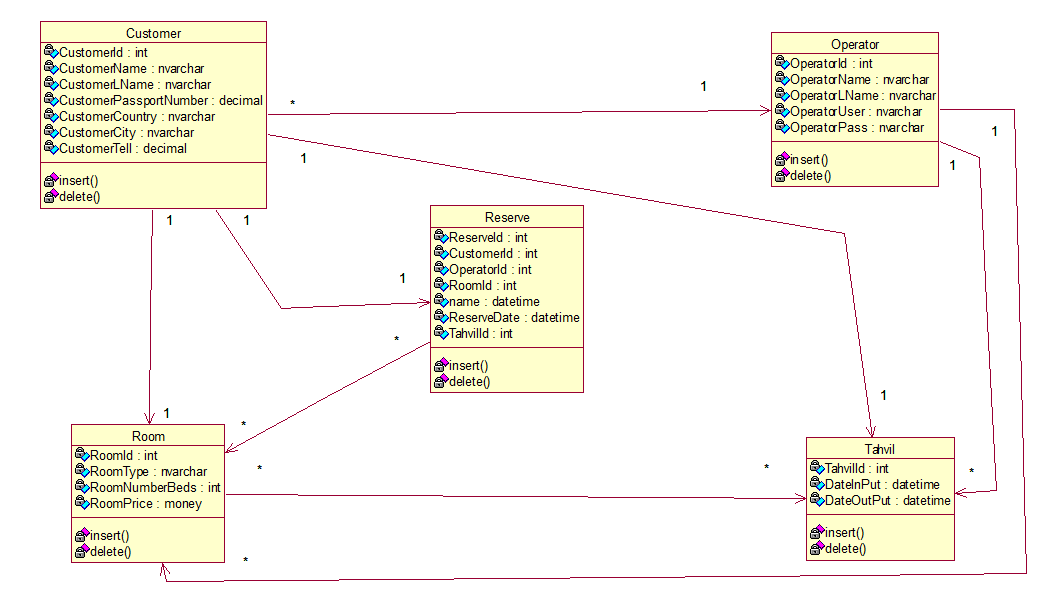 Customer
CustomerId : int
CustomerName : nvarchar
CustomerLName : nvarchar
CustomerPassportNumber : decimal
CustomerCountry : nvarchar
CustomerCity : nvarchar
CustomerTell : decimal
insert()
delete()
*
1
Operator
OperatorId : int
OperatorName : nvarchar
OperatorLName : nvarchar
OperatorUser : nvarchar
OperatorPass : nvarchar
insert()
delete()
1
1
1
1
1
Reserve
ReserveId : int
CustomerId : int
OperatorId : int
RoomId : int
name : datetime
ReserveDate : datetime
TahvilId : int
insert()
delete()
1
*
*
1
1
Room
RoomId : int
RoomType : nvarchar
RoomNumberBeds : int
RoomPrice : money
insert()
delete()
*
*
*
Tahvil
TahvilId : int
DateInPut : datetime
DateOutPut : datetime
insert()
delete()
*